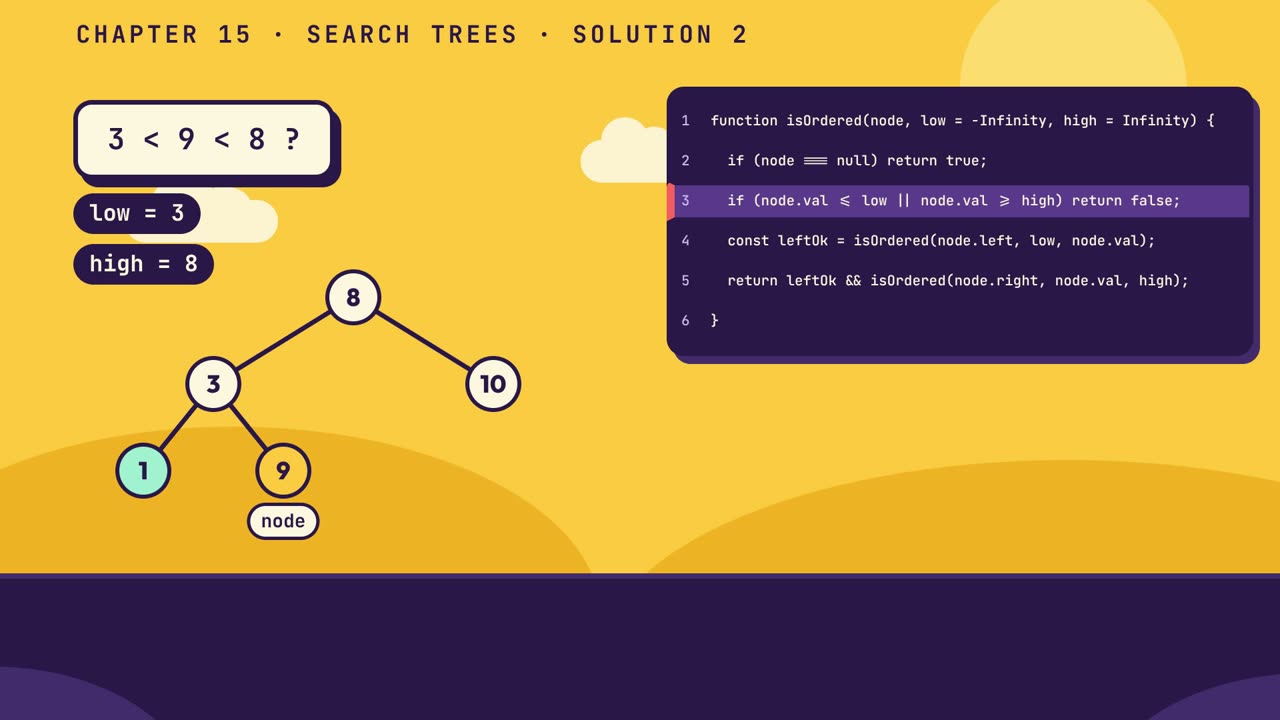 CHAPTER 15 · SEARCH TREES · SOLUTION 2
3 < 9 < 8 ?
low = 3
high = 8
8
3
10
1
9
node
1 function isOrdered(node, low = -Infinity, high = Infinity) {
2 if (node === null) return true;
3 if (node.val <= low || node.val >= high) return false;
4 const leftOk = isOrdered(node.left, low, node.val);
5 return leftOk && isOrdered(node.right, node.val, high);
6 }